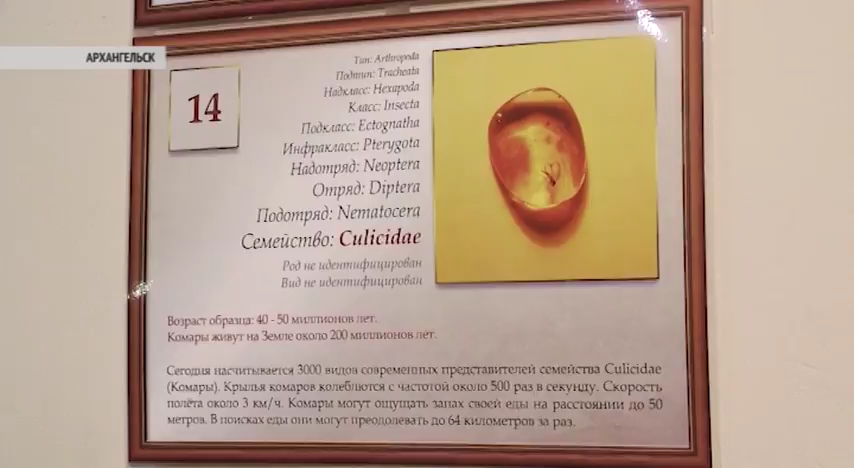 АРХАНГЕЛЬСК
14
Тип: Arthropoda
Подтип: Tracheata
Надкласс: Hexapoda
Класс: Insecta
Подкласс: Ectognatha
Инфракласс: Pterygota
Надотряд: Neoptera
Отряд: Diptera
Подотряд: Nematocera
Семейство: Culicidae
Род не идентифицирован
Вид не идентифицирован
Возраст образца: 40 - 50 миллионов лет.
Комары живут на Земле около 200 миллионов лет.
Сегодня насчитывается 3000 видов современных представителей семейства Culicidae
(Комары). Крылья комаров колеблются с частотой около 500 раз в секунду. Скорость
полёта около 3 км/ч. Комары могут ощущать запах своей еды на расстоянии до 50
метров. В поисках еды они могут преодолевать до 64 километров за раз.